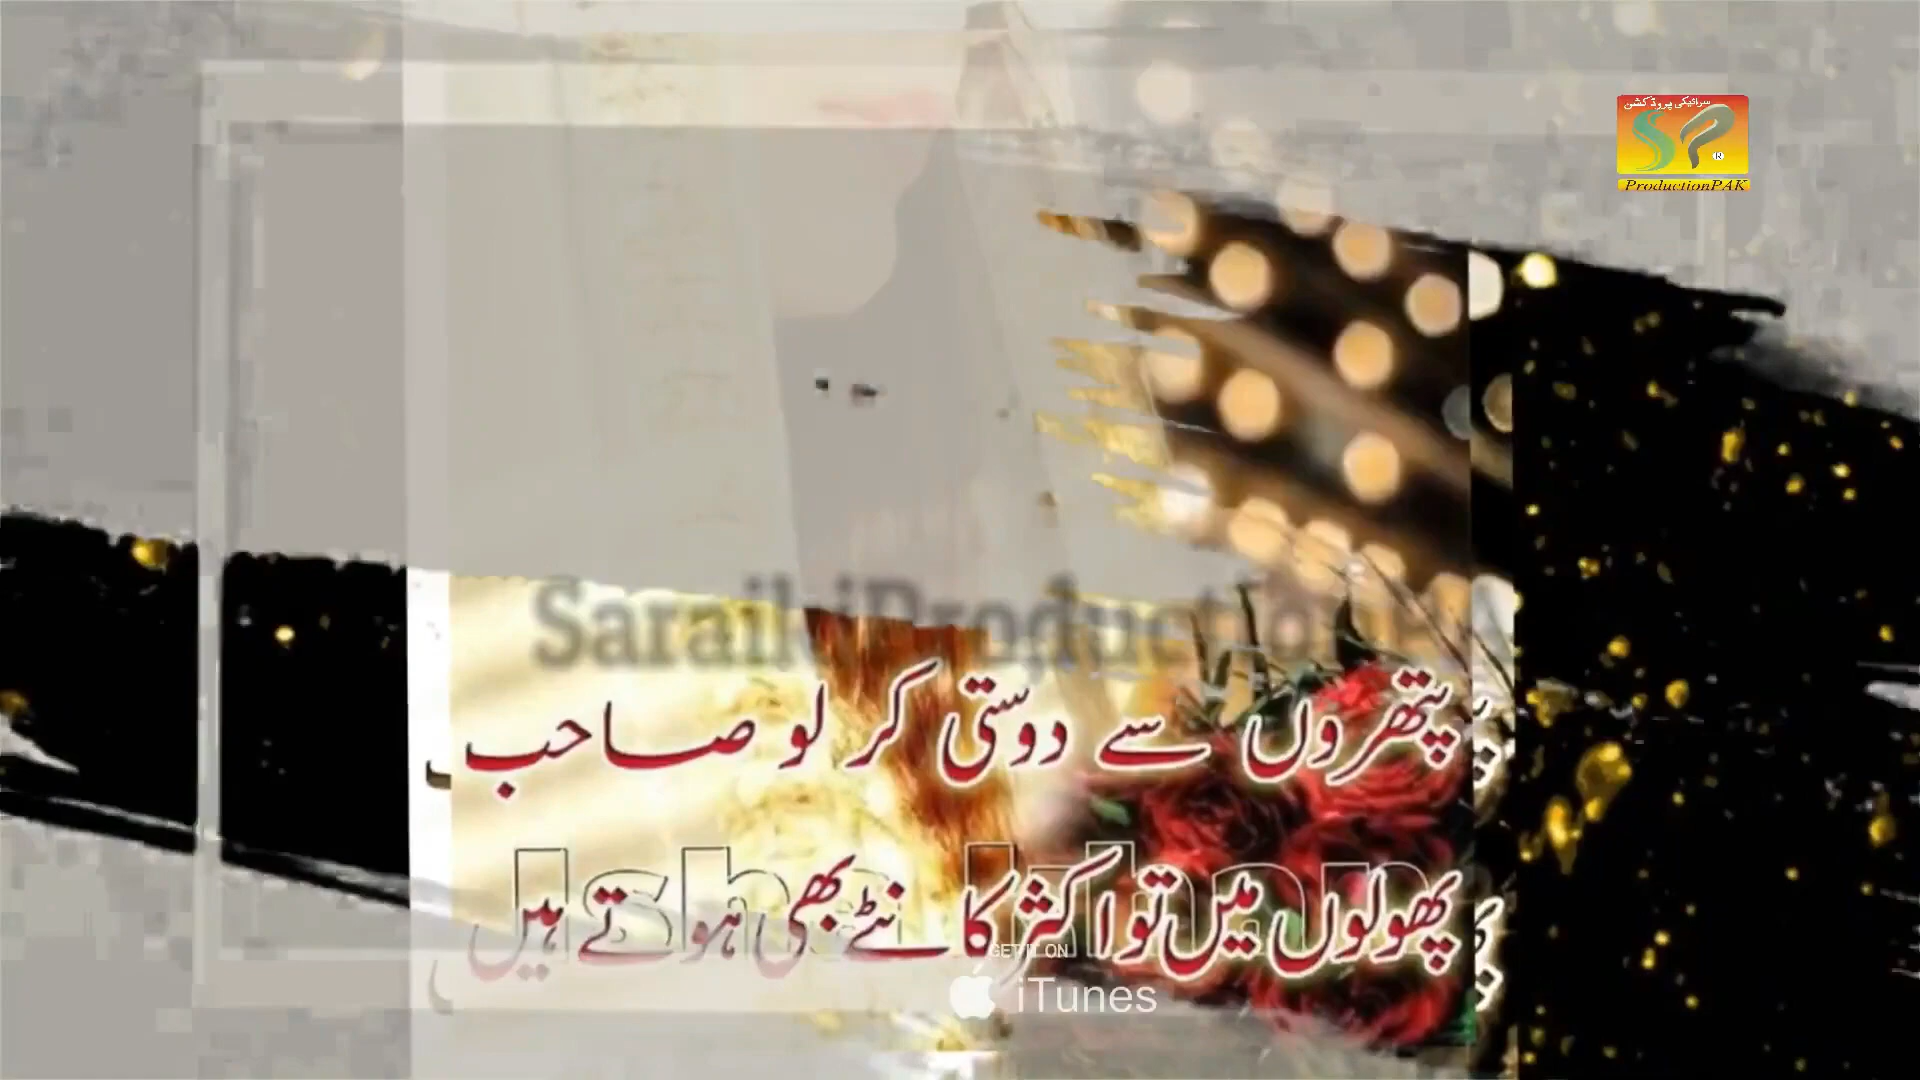 سرائیکی پروڈکشن
SP
®
ProductionPAK
SaraikiProduction
پتھروں سے دوستی کر لو صاحب
پھولوں میں تو اکثر کانٹے بھی ہوتے ہیں
GET IT ON
iTunes